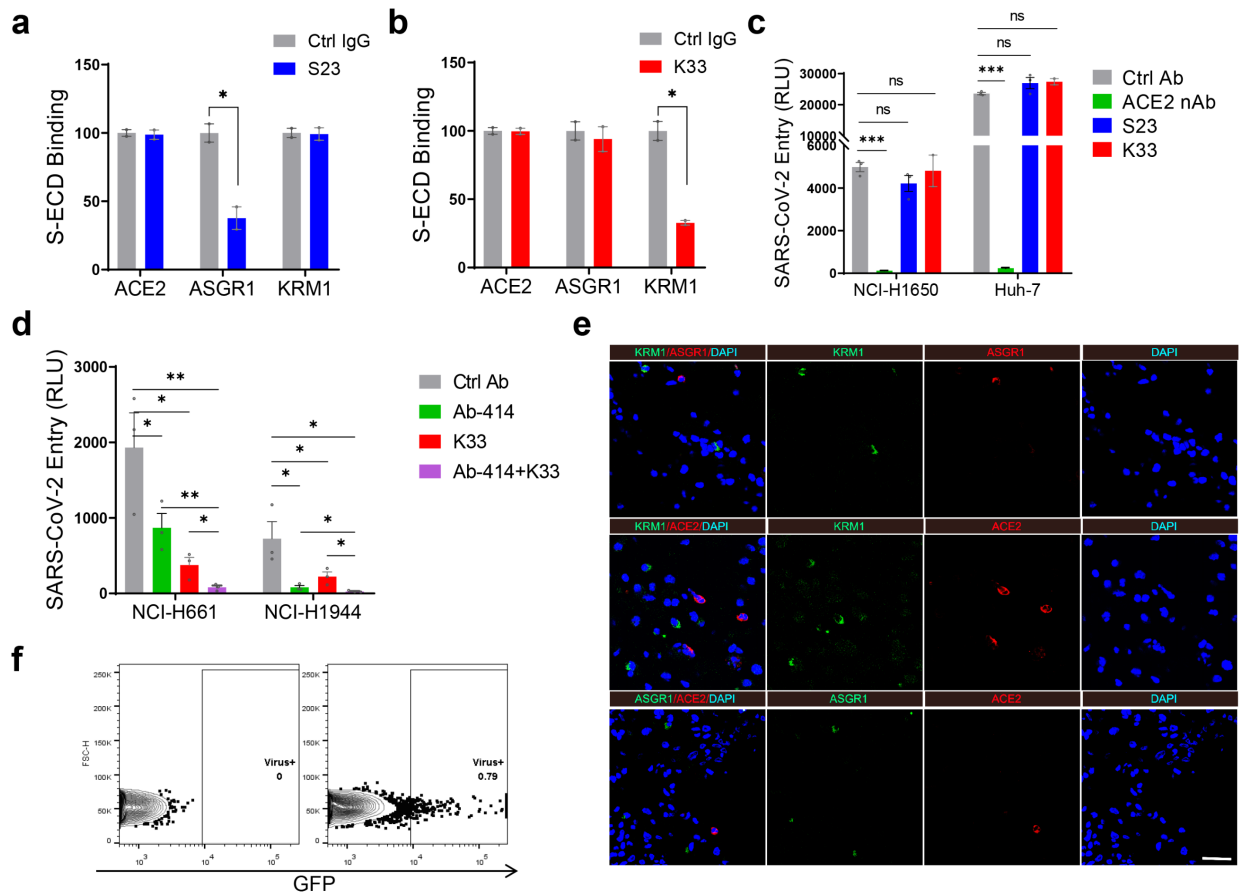 a
Ctrl IgG
S23
S-ECD Binding
150
100
50
0
*
ACE2 ASGR1 KRM1
b
Ctrl IgG
K33
S-ECD Binding
150
100
50
0
*
ACE2 ASGR1 KRM1
c
SARS-CoV-2 Entry (RLU)
30000
20000
10000
6000
4000
2000
0
ns
ns
***
ns
ns
***
NCI-H1650 Huh-7
Ctrl Ab
ACE2 nAb
S23
K33
d
SARS-CoV-2 Entry (RLU)
3000
2000
1000
0
**
*
*
**
*
*
*
*
*
*
NCI-H661 NCI-H1944
Ctrl Ab
Ab-414
K33
Ab-414+K33
e
KRM1/ASGR1/DAPI KRM1 ASGR1 DAPI
KRM1/ACE2/DAPI KRM1 ACE2 DAPI
ASGR1/ACE2/DAPI ASGR1 ACE2 DAPI
f
FSC-H
250K
200K
150K
100K
50K
0
Virus+
0
10³ 10⁴ 10⁵
250K
200K
150K
100K
50K
0
Virus+
0.79
10³ 10⁴ 10⁵
GFP